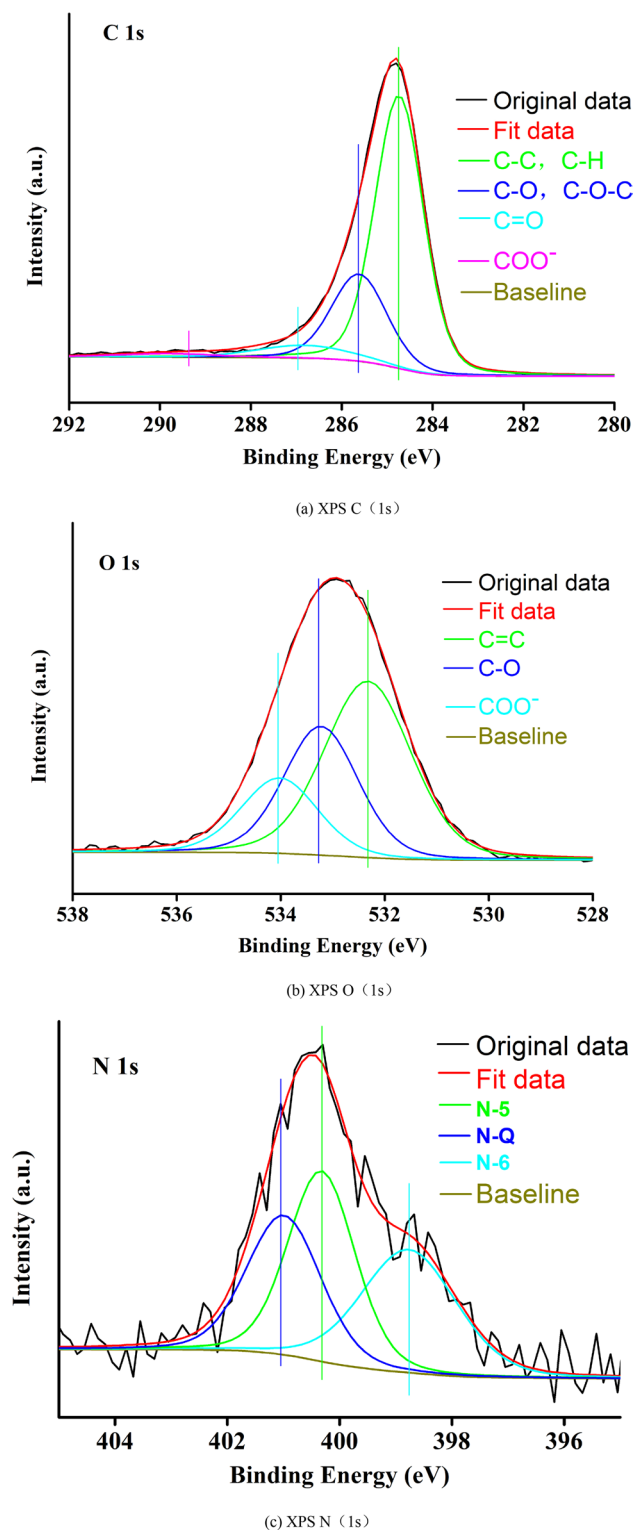 C 1s
Original data
Fit data
C-C, C-H
C-O, C-O-C
C=O
COO⁻
Baseline
Intensity (a.u.)
292 290 288 286 284 282 280
Binding Energy (eV)
(a) XPS C（1s）
O 1s
Original data
Fit data
C=C
C-O
COO⁻
Baseline
Intensity (a.u.)
538 536 534 532 530 528
Binding Energy (eV)
(b) XPS O（1s）
N 1s
Original data
Fit data
N-5
N-Q
N-6
Baseline
Intensity (a.u.)
404 402 400 398 396
Binding Energy (eV)
(c) XPS N（1s）